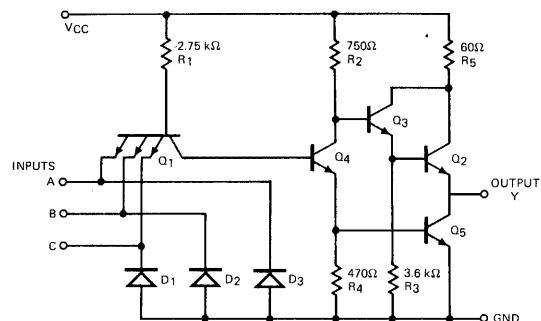 VCC
2.75 kΩ
R1
750Ω
R2
60Ω
R5
Q3
Q1
Q4
Q2
INPUTS
A
B
C
OUTPUT
Y
Q5
D1
D2
D3
470Ω
R4
3.6 kΩ
R3
GND